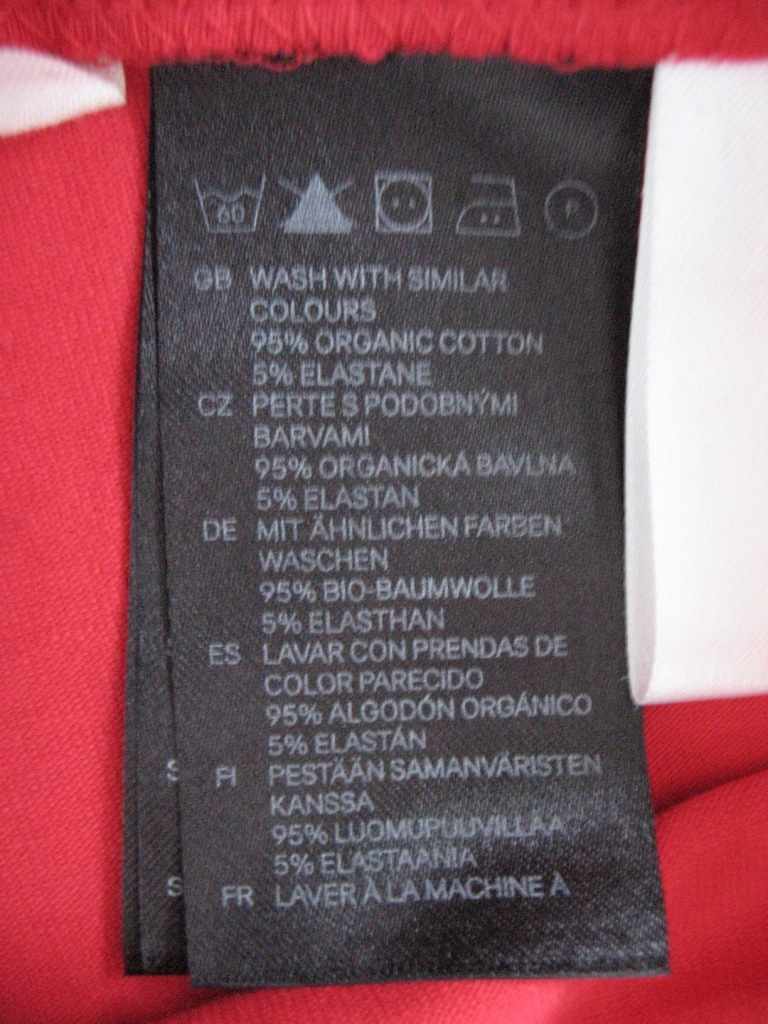 60
P
GB WASH WITH SIMILAR
COLOURS
95% ORGANIC COTTON
5% ELASTANE
CZ PERTE S PODOBNÝMI
BARVAMI
95% ORGANICKÁ BAVLNA
5% ELASTAN
DE MIT ÄHNLICHEN FARBEN
WASCHEN
95% BIO-BAUMWOLLE
5% ELASTHAN
ES LAVAR CON PRENDAS DE
COLOR PARECIDO
95% ALGODÓN ORGÁNICO
5% ELASTÁN
FI PESTÄÄN SAMANVÄRISTEN
KANSSA
95% LUOMUPUUVILLAA
5% ELASTAANIA
FR LAVER À LA MACHINE À
S
S